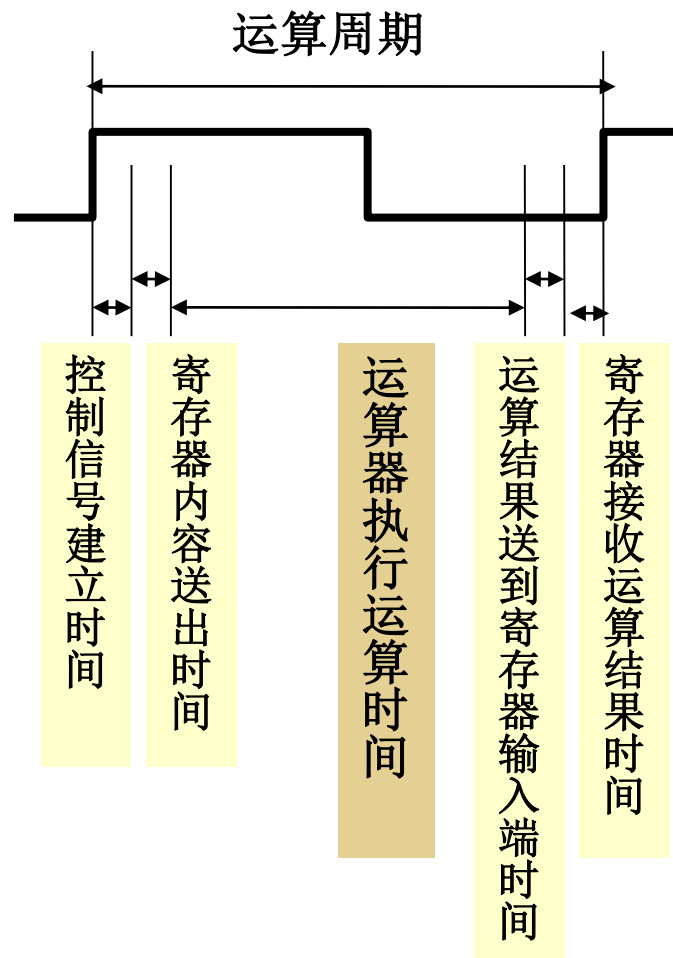 运算周期
控制信号建立时间
寄存器内容送出时间
运算器执行运算时间
运算结果送到寄存器输入端时间
寄存器接收运算结果时间